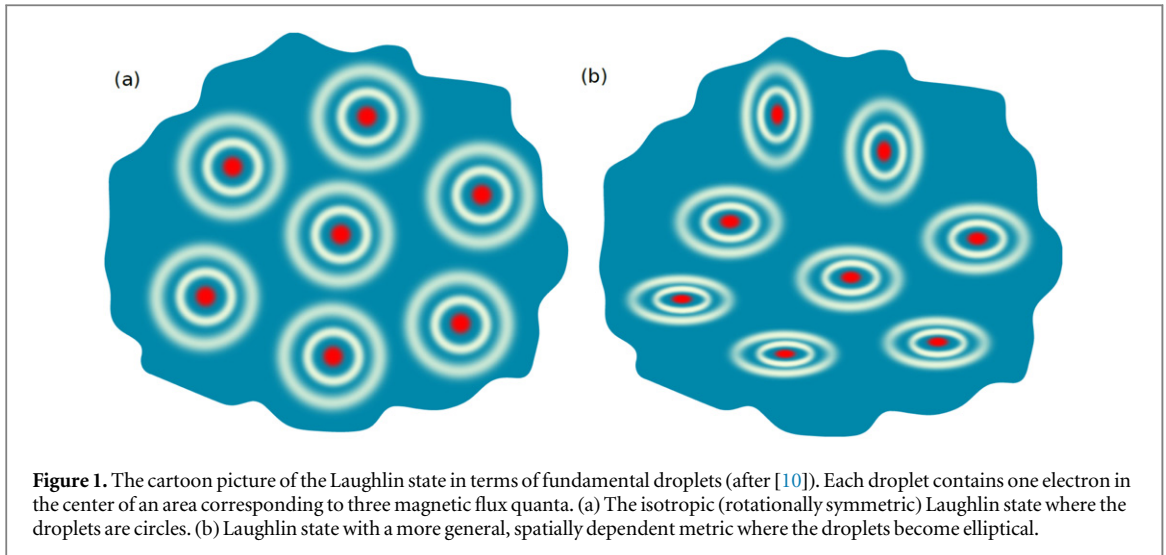 (a)
(b)
Figure 1. The cartoon picture of the Laughlin state in terms of fundamental droplets (after [10]). Each droplet contains one electron in
the center of an area corresponding to three magnetic flux quanta. (a) The isotropic (rotationally symmetric) Laughlin state where the
droplets are circles. (b) Laughlin state with a more general, spatially dependent metric where the droplets become elliptical.